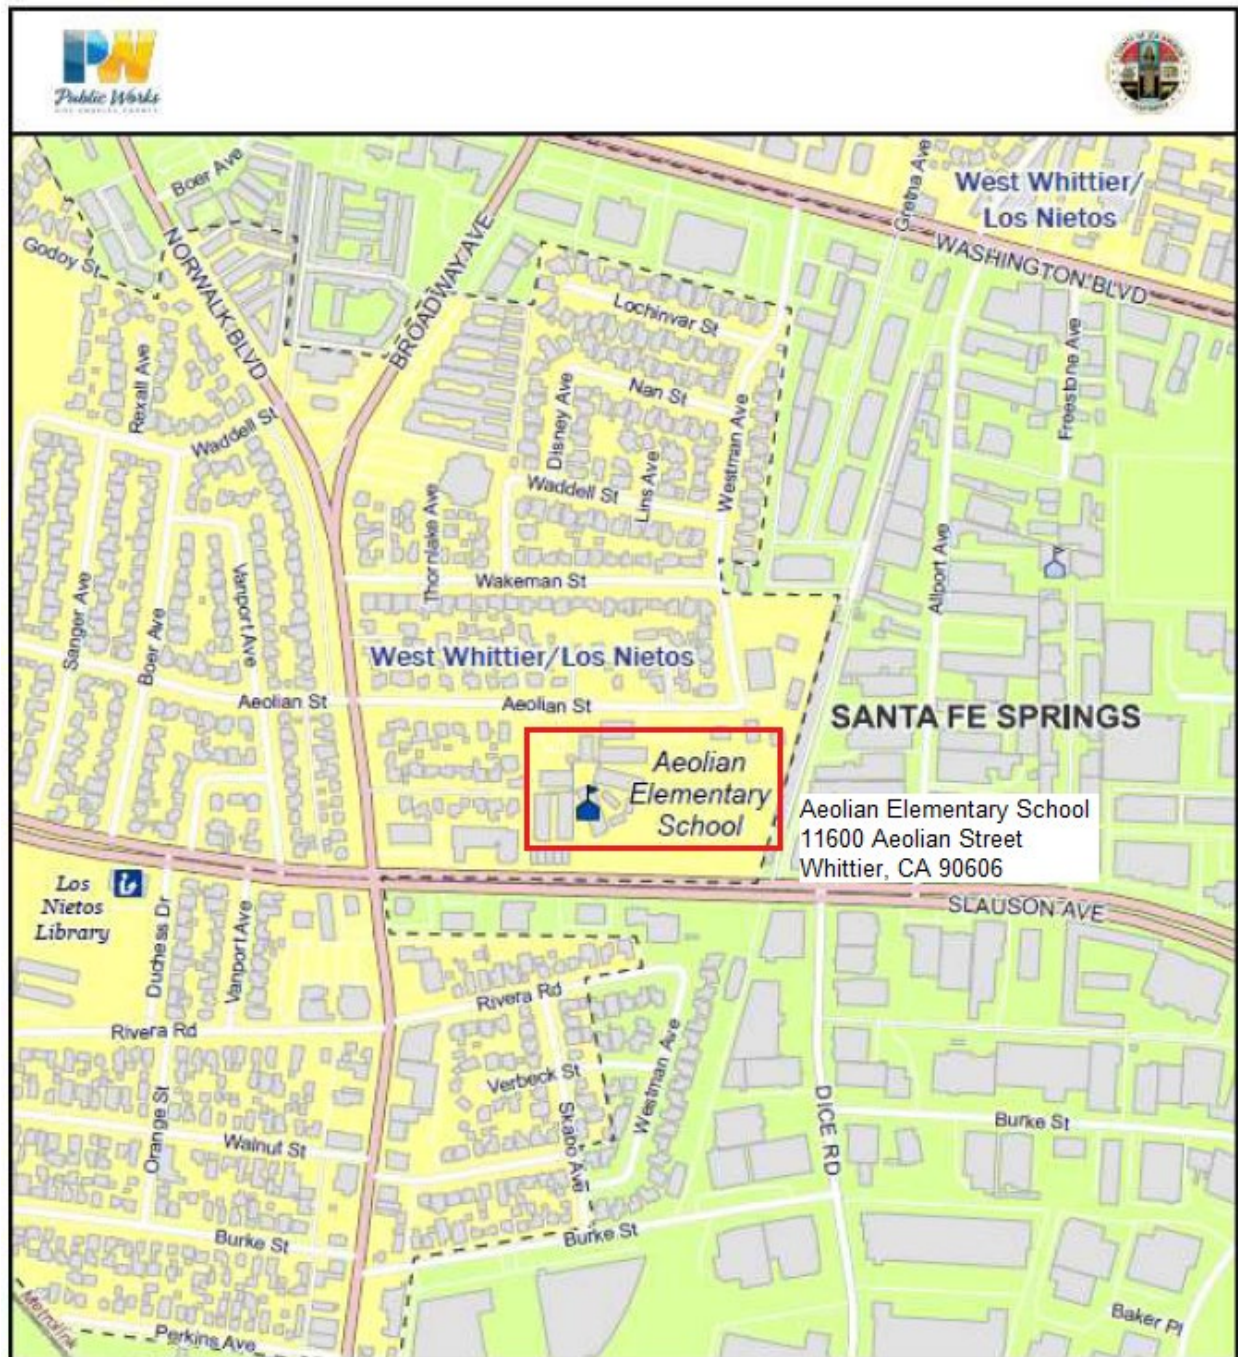 PW
Public Works
LOS ANGELES COUNTY
Boer Ave
Gretna Ave
West Whittier/
Los Nietos
Godoy St
NORWALK BLVD
BROADWAY AVE
WASHINGTON BLVD
Lochinvar St
Rexall Ave
Freestone Ave
Nan St
Disney Ave
Westman Ave
Waddell St
Waddell St
Lins Ave
Thornlake Ave
Allport Ave
Wakeman St
Sanger Ave
Boer Ave
Vanport Ave
West Whittier/Los Nietos
Aeolian St
Aeolian St
SANTA FE SPRINGS
Aeolian
Elementary
School
Aeolian Elementary School
11600 Aeolian Street
Whittier, CA 90606
Los
Nietos
Library
SLAUSON AVE
Duchess Dr
Vanport Ave
Rivera Rd
Rivera Rd
Verbeck St
Westman Ave
Skabo Ave
DICE RD
Burke St
Orange St
Walnut St
Burke St
Burke St
Metrolink
Perkins Ave
Baker Pl